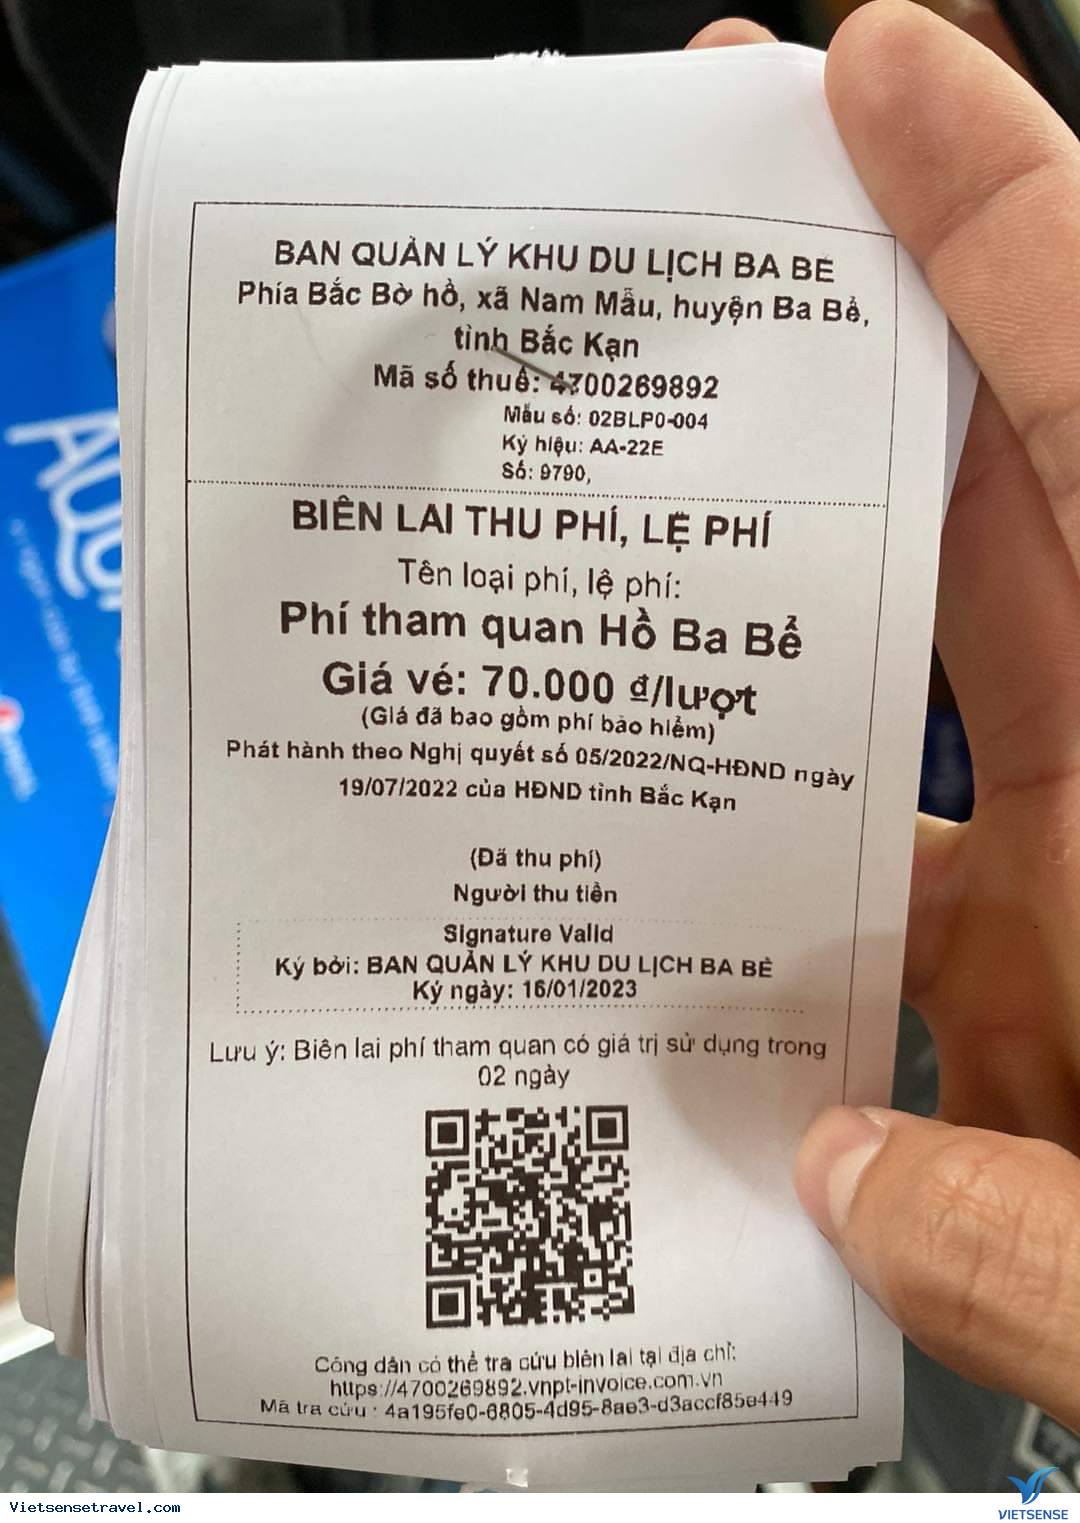 BAN QUẢN LÝ KHU DU LỊCH BA BỂ
Phía Bắc Bờ hồ, xã Nam Mẫu, huyện Ba Bể,
tỉnh Bắc Kạn
Mã số thuế: 4700269892
Mẫu số: 02BLP0-004
Ký hiệu: AA-22E
Số: 9790,
BIÊN LAI THU PHÍ, LỆ PHÍ
Tên loại phí, lệ phí:
Phí tham quan Hồ Ba Bể
Giá vé: 70.000 ₫/lượt
(Giá đã bao gồm phí bảo hiểm)
Phát hành theo Nghị quyết số 05/2022/NQ-HĐND ngày
19/07/2022 của HĐND tỉnh Bắc Kạn
(Đã thu phí)
Người thu tiền
Signature Valid
Ký bởi: BAN QUẢN LÝ KHU DU LỊCH BA BỂ
Ký ngày: 16/01/2023
Lưu ý: Biên lai phí tham quan có giá trị sử dụng trong
02 ngày
Công dân có thể tra cứu biên lai tại địa chỉ:
https://4700269892.vnpt-invoice.com.vn
Mã tra cứu : 4a195fe0-6805-4d95-8ae3-d3accf85e449
Vietsensetravel.com
VIETSENSE